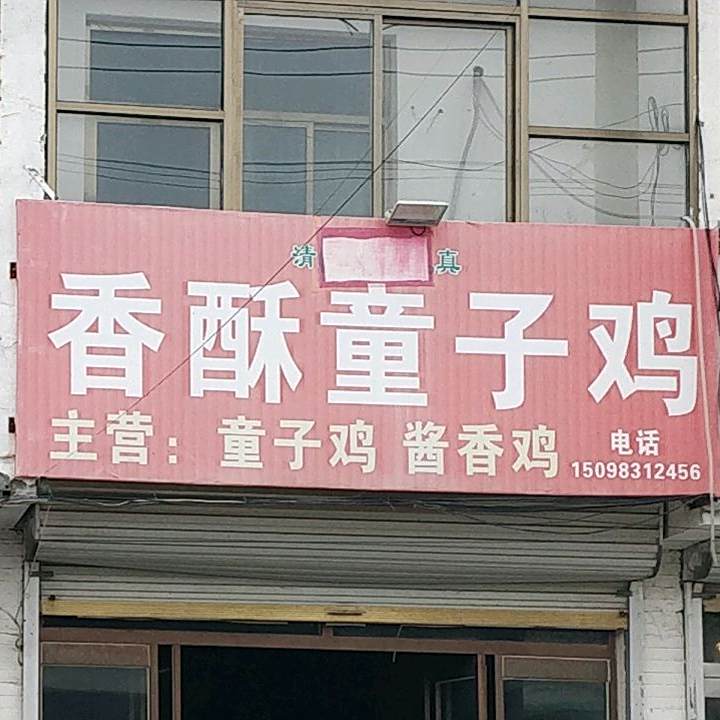 清 真
香酥童子鸡
主营：童子鸡 酱香鸡
电话
15098312456